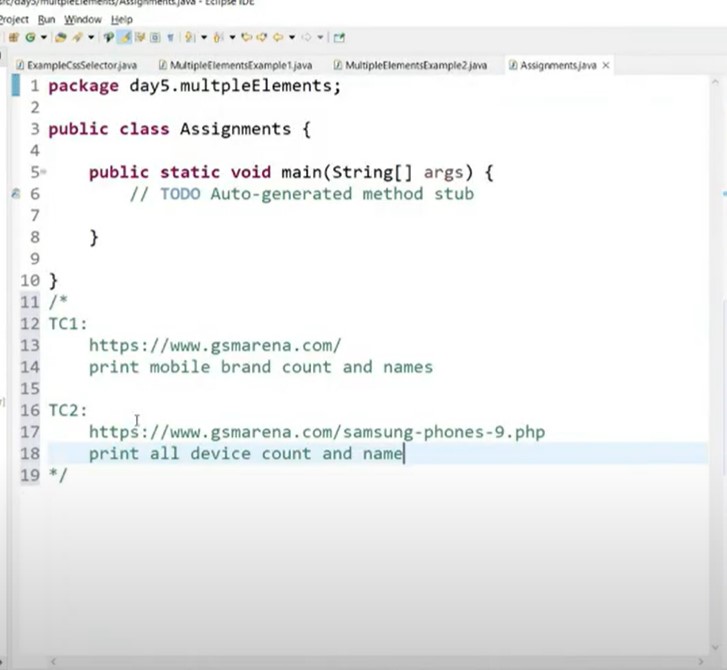 src/day5/multpleElements/Assignments.java - Eclipse IDE
Project Run Window Help
ExampleCssSelector.java MultipleElementsExample1.java MultipleElementsExample2.java Assignments.java
1 package day5.multpleElements;
2
3 public class Assignments {
4
5 public static void main(String[] args) {
6 // TODO Auto-generated method stub
7
8 }
9
10 }
11 /*
12 TC1:
13 https://www.gsmarena.com/
14 print mobile brand count and names
15
16 TC2:
17 https://www.gsmarena.com/samsung-phones-9.php
18 print all device count and name
19 */